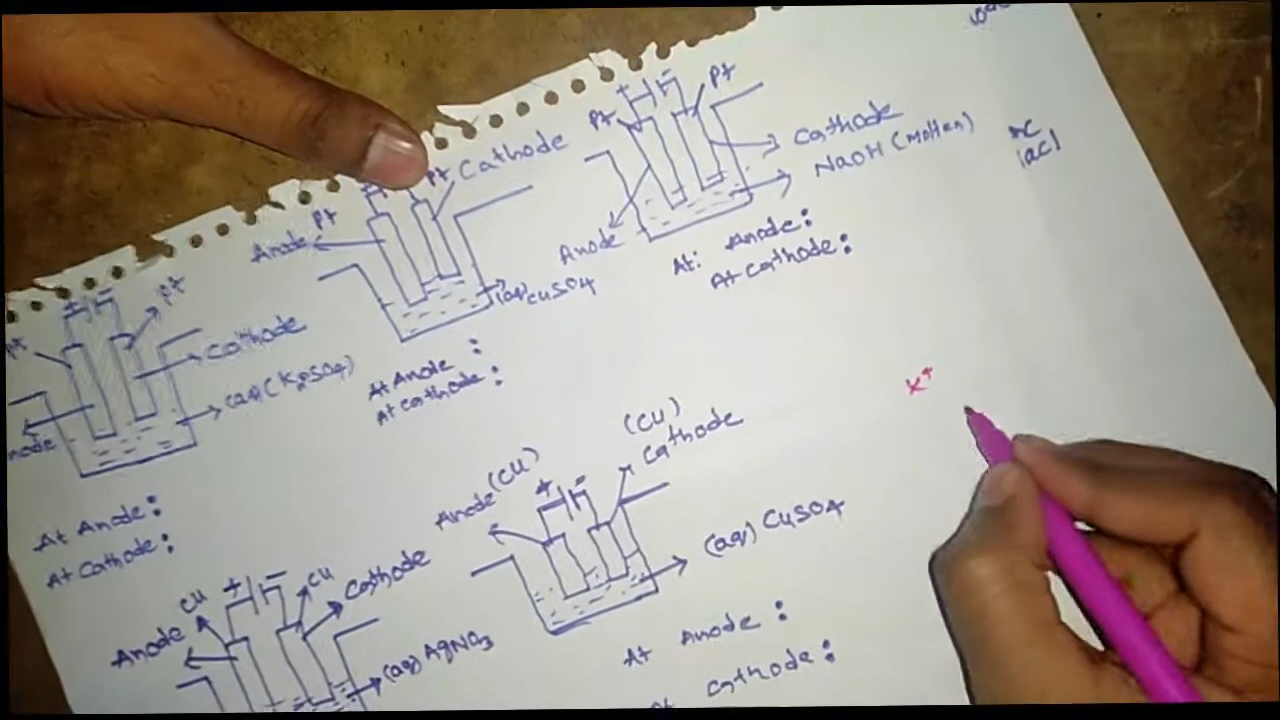 Pt
Pt
Cathode
NaOH (molten)
Anode
At: Anode:
At cathode:
Pt
Pt
Cathode
Anode
(aq) CuSO4
At Anode :
At cathode :
Pt
Pt
Cathode
(aq) (K2SO4)
node
At Anode :
At Cathode :
Anode (CU)
(CU)
Cathode
+ -
(aq) CuSO4
At Anode :
cathode :
Anode
CU
+ -
CU
Cathode
(aq) AgNO3
K+